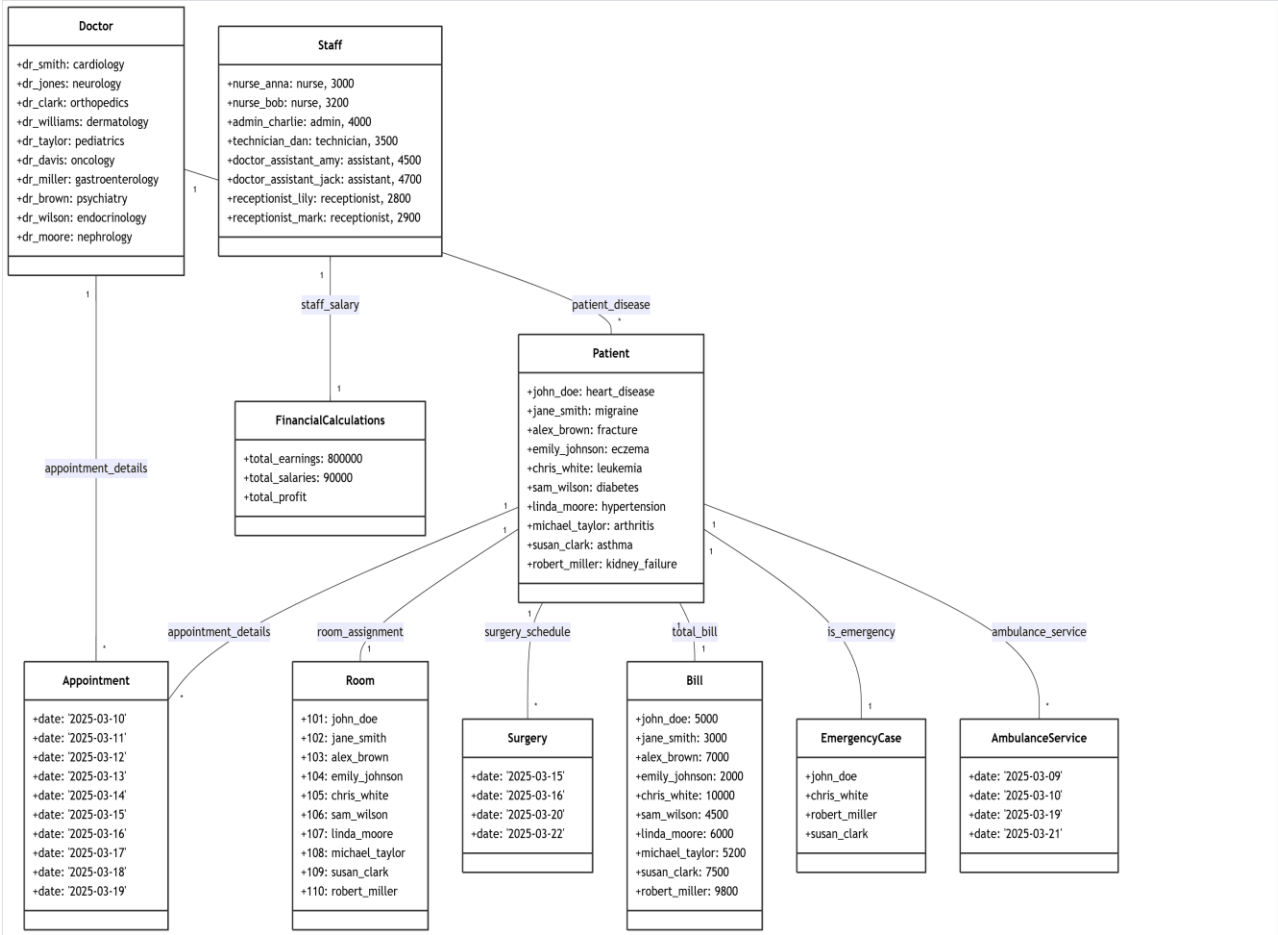 Doctor
+dr_smith: cardiology
+dr_jones: neurology
+dr_clark: orthopedics
+dr_williams: dermatology
+dr_taylor: pediatrics
+dr_davis: oncology
+dr_miller: gastroenterology
+dr_brown: psychiatry
+dr_wilson: endocrinology
+dr_moore: nephrology
1
1
Staff
+nurse_anna: nurse, 3000
+nurse_bob: nurse, 3200
+admin_charlie: admin, 4000
+technician_dan: technician, 3500
+doctor_assistant_amy: assistant, 4500
+doctor_assistant_jack: assistant, 4700
+receptionist_lily: receptionist, 2800
+receptionist_mark: receptionist, 2900
1
staff_salary
1
patient_disease
*
FinancialCalculations
+total_earnings: 800000
+total_salaries: 90000
+total_profit
Patient
+john_doe: heart_disease
+jane_smith: migraine
+alex_brown: fracture
+emily_johnson: eczema
+chris_white: leukemia
+sam_wilson: diabetes
+linda_moore: hypertension
+michael_taylor: arthritis
+susan_clark: asthma
+robert_miller: kidney_failure
appointment_details
*
1
1
1
1
1
1
appointment_details
*
room_assignment
1
surgery_schedule
*
total_bill
1
is_emergency
1
ambulance_service
*
Appointment
+date: '2025-03-10'
+date: '2025-03-11'
+date: '2025-03-12'
+date: '2025-03-13'
+date: '2025-03-14'
+date: '2025-03-15'
+date: '2025-03-16'
+date: '2025-03-17'
+date: '2025-03-18'
+date: '2025-03-19'
Room
+101: john_doe
+102: jane_smith
+103: alex_brown
+104: emily_johnson
+105: chris_white
+106: sam_wilson
+107: linda_moore
+108: michael_taylor
+109: susan_clark
+110: robert_miller
Surgery
+date: '2025-03-15'
+date: '2025-03-16'
+date: '2025-03-20'
+date: '2025-03-22'
Bill
+john_doe: 5000
+jane_smith: 3000
+alex_brown: 7000
+emily_johnson: 2000
+chris_white: 10000
+sam_wilson: 4500
+linda_moore: 6000
+michael_taylor: 5200
+susan_clark: 7500
+robert_miller: 9800
EmergencyCase
+john_doe
+chris_white
+robert_miller
+susan_clark
AmbulanceService
+date: '2025-03-09'
+date: '2025-03-10'
+date: '2025-03-19'
+date: '2025-03-21'